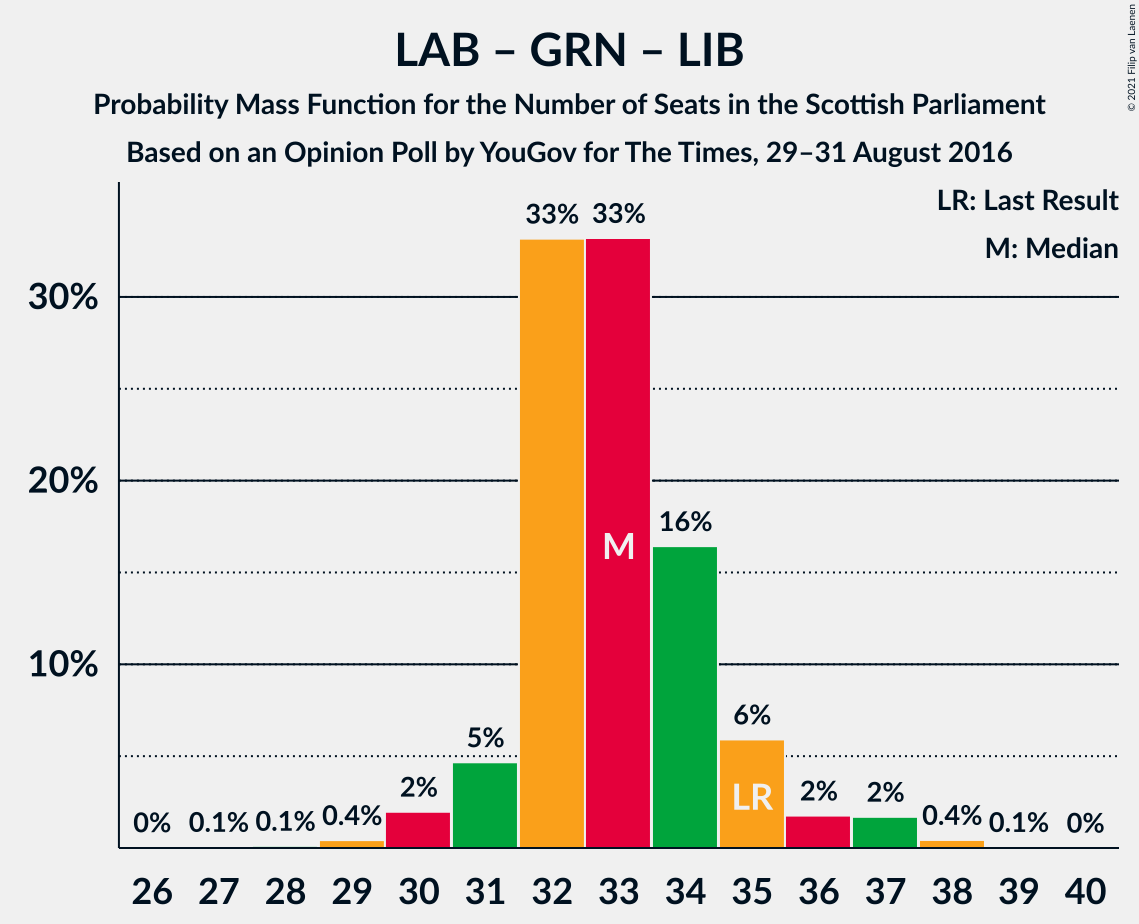 LAB – GRN – LIB
Probability Mass Function for the Number of Seats in the Scottish Parliament
Based on an Opinion Poll by YouGov for The Times, 29–31 August 2016
© 2021 Filip van Laenen
LR: Last Result
M: Median
30%
20%
10%
0% 0.1% 0.1% 0.4% 2% 5% 33% 33% 16% 6% 2% 2% 0.4% 0.1% 0%
M
LR
26 27 28 29 30 31 32 33 34 35 36 37 38 39 40